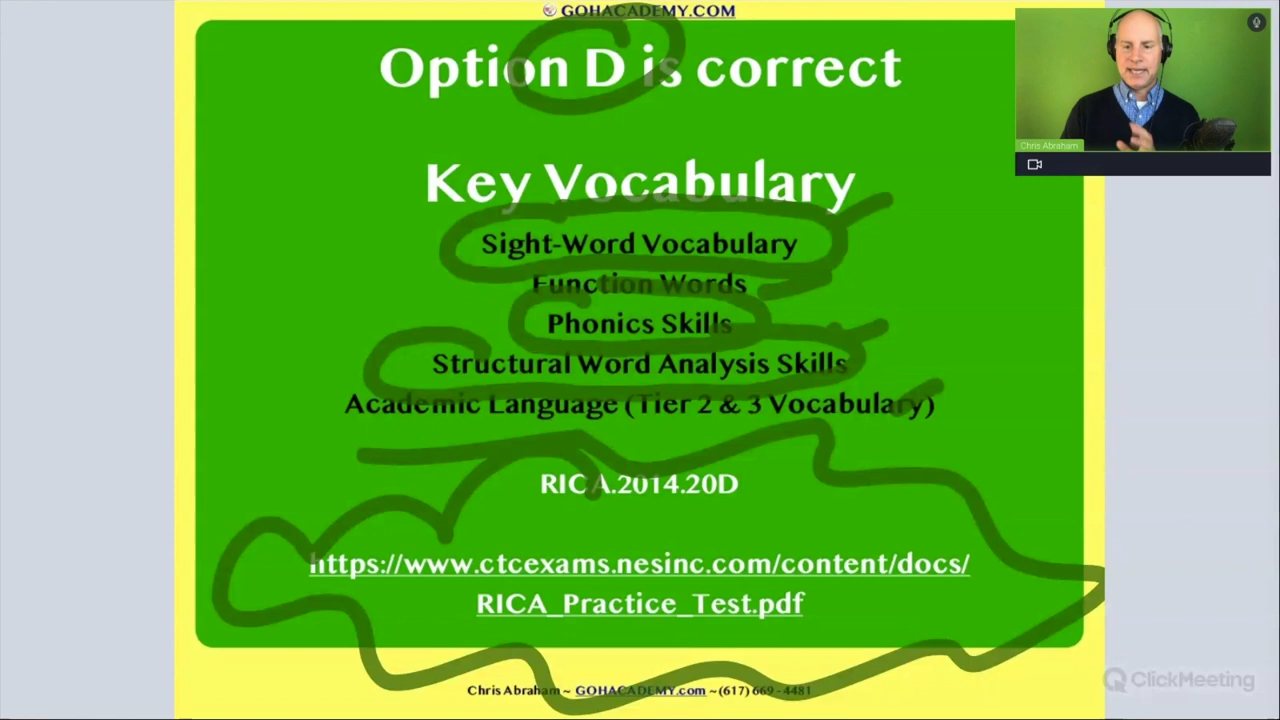 GOHACADEMY.COM
Option D is correct
Key Vocabulary
Sight-Word Vocabulary
Function Words
Phonics Skills
Structural Word Analysis Skills
Academic Language (Tier 2 & 3 Vocabulary)
RICA.2014.20D
https://www.ctcexams.nesinc.com/content/docs/
RICA_Practice_Test.pdf
Chris Abraham ~ GOHACADEMY.com ~ (617) 669 - 4481
Chris Abraham
ClickMeeting